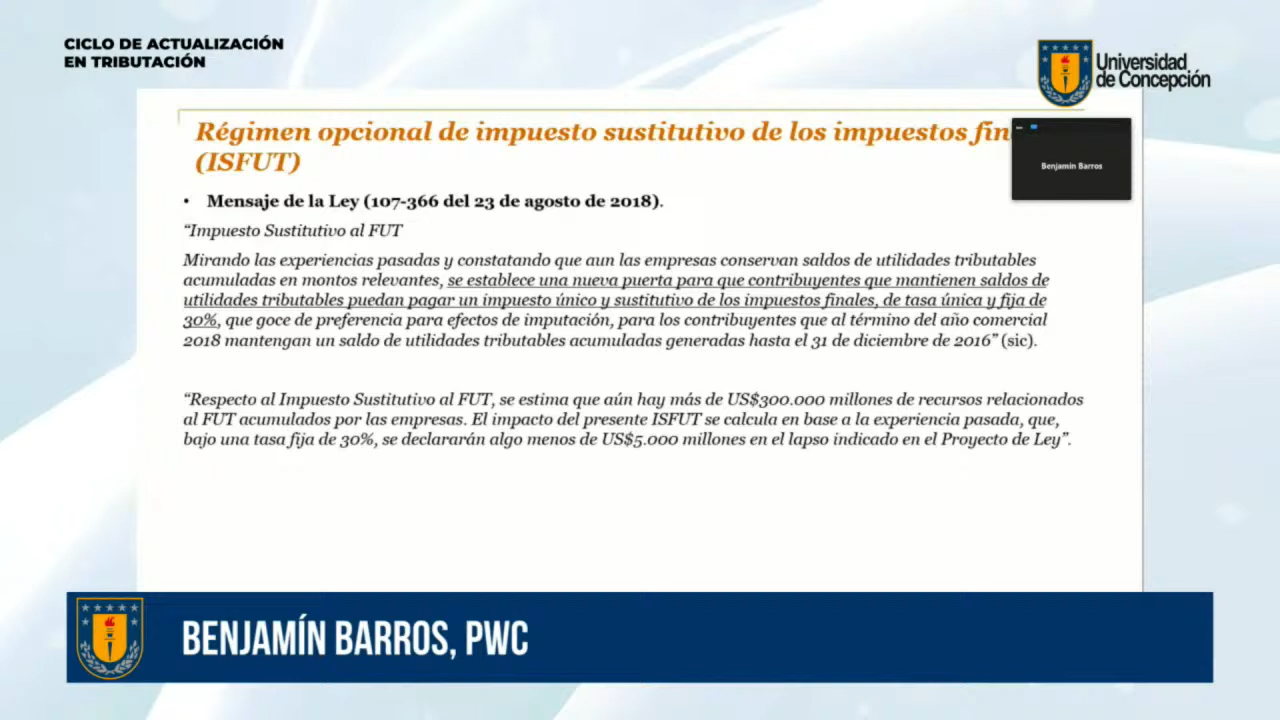 CICLO DE ACTUALIZACIÓN
EN TRIBUTACIÓN
Universidad
de Concepción
Régimen opcional de impuesto sustitutivo de los impuestos
(ISFUT)
Benjamín Barros
• Mensaje de la Ley (107-366 del 23 de agosto de 2018).
“Impuesto Sustitutivo al FUT
Mirando las experiencias pasadas y constatando que aun las empresas conservan saldos de utilidades tributables
acumuladas en montos relevantes, se establece una nueva puerta para que contribuyentes que mantienen saldos de
utilidades tributables puedan pagar un impuesto único y sustitutivo de los impuestos finales, de tasa única y fija de
30%, que goce de preferencia para efectos de imputación, para los contribuyentes que al término del año comercial
2018 mantengan un saldo de utilidades tributables acumuladas generadas hasta el 31 de diciembre de 2016” (sic).
“Respecto al Impuesto Sustitutivo al FUT, se estima que aún hay más de US$300.000 millones de recursos relacionados
al FUT acumulados por las empresas. El impacto del presente ISFUT se calcula en base a la experiencia pasada, que,
bajo una tasa fija de 30%, se declararán algo menos de US$5.000 millones en el lapso indicado en el Proyecto de Ley”.
BENJAMÍN BARROS, PWC